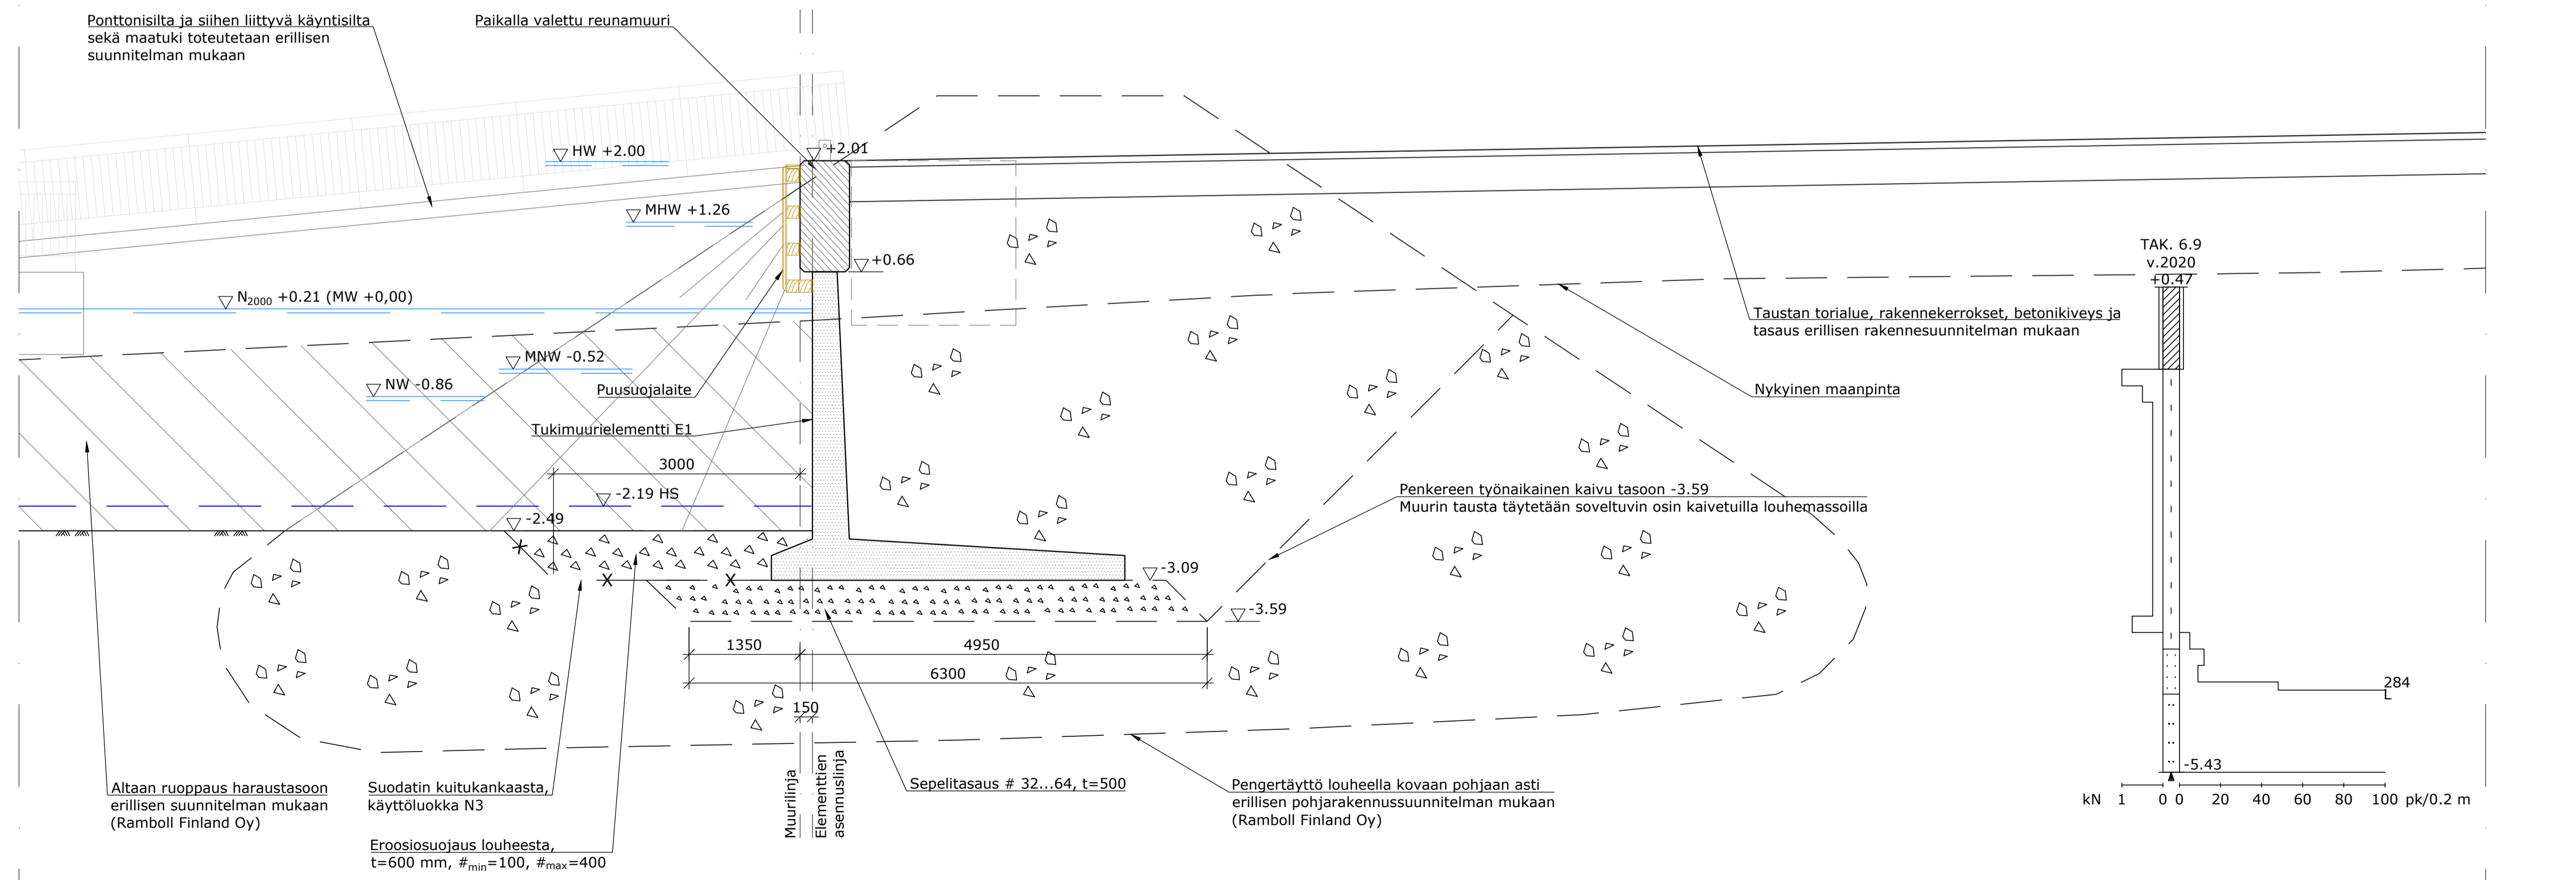 Ponttonisilta ja siihen liittyvä käyntisilta
sekä maatuki toteutetaan erillisen
suunnitelman mukaan
Paikalla valettu reunamuuri
HW +2.00
+2.01
MHW +1.26
+0.66
N2000 +0.21 (MW +0,00)
MNW -0.52
NW -0.86
Puusuojalaite
Tukimuurielementti E1
3000
-2.19 HS
-2.49
TAK. 6.9
v.2020
+0.47
Taustan torialue, rakennekerrokset, betonikiveys ja
tasaus erillisen rakennesuunnitelman mukaan
Nykyinen maanpinta
Penkereen työnaikainen kaivu tasoon -3.59
Muurin tausta täytetään soveltuvin osin kaivetuilla louhemassoilla
X
X
X
-3.09
-3.59
1350
4950
6300
150
284
L
-5.43
kN 1 0 0 20 40 60 80 100 pk/0.2 m
Altaan ruoppaus haraustasoon
erillisen suunnitelman mukaan
(Ramboll Finland Oy)
Suodatin kuitukankaasta,
käyttöluokka N3
Eroosiosuojaus louheesta,
t=600 mm, #min=100, #max=400
Muurilinja
Elementtien
asennuslinja
Sepelitasaus # 32...64, t=500
Pengertäyttö louheella kovaan pohjaan asti
erillisen pohjarakennussuunnitelman mukaan
(Ramboll Finland Oy)